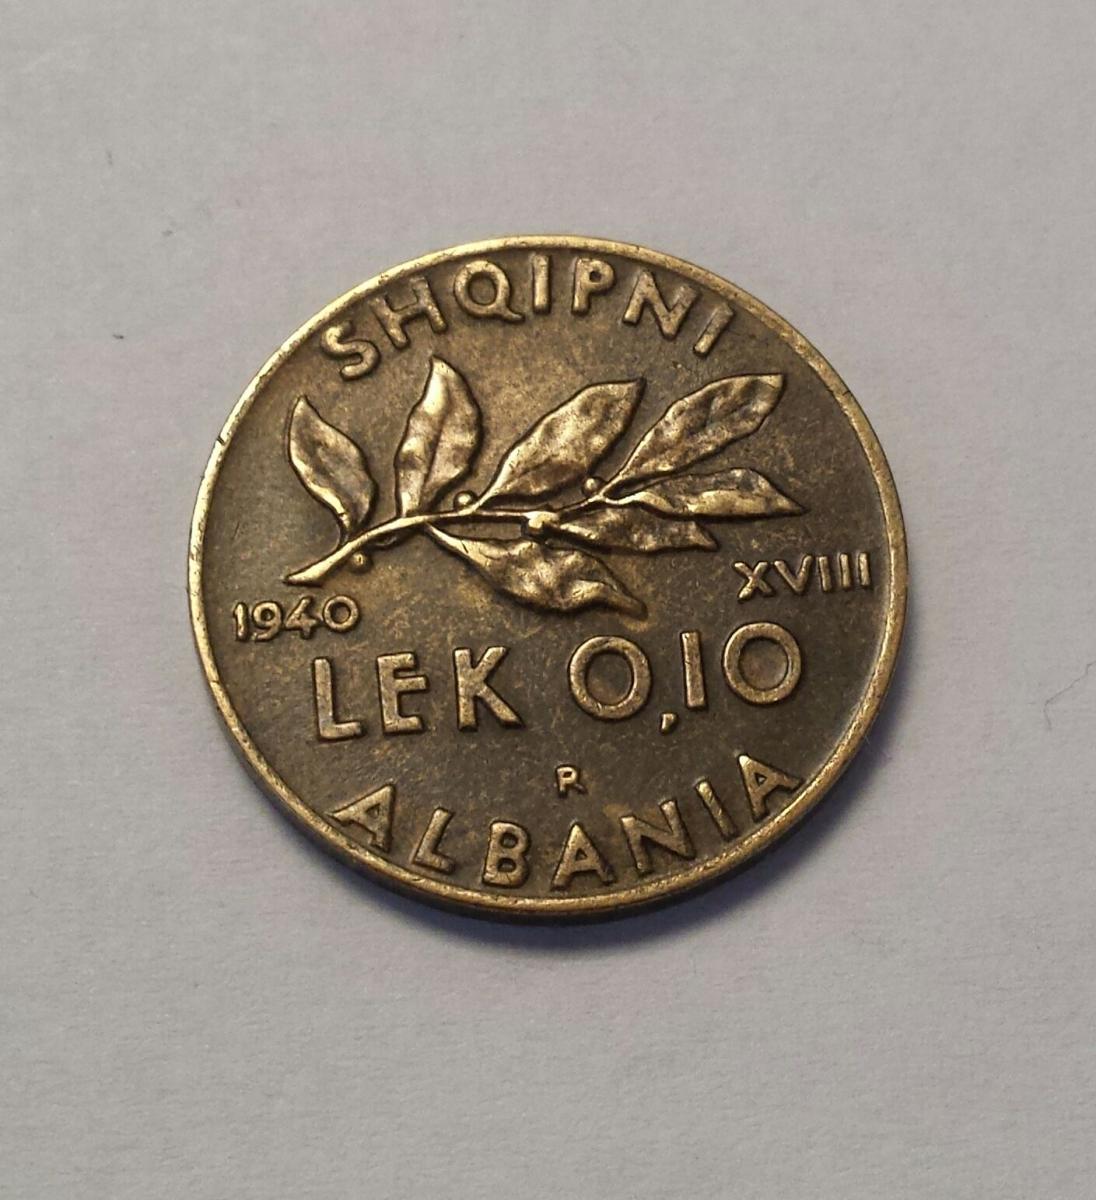 SHQIPNI
1940 XVIII
LEK 0,10
R
ALBANIA